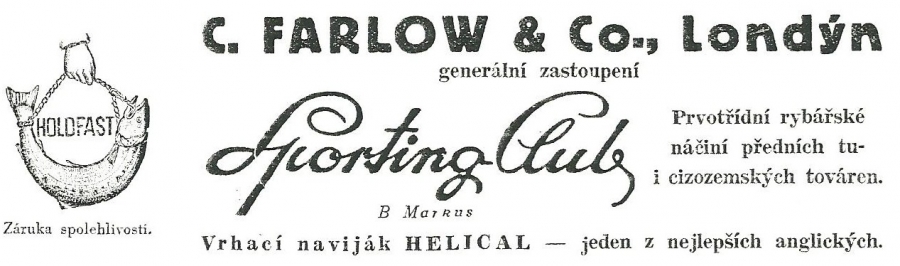 C. FARLOW & Co., Londýn
generální zastoupení
HOLDFAST
Záruka spolehlivosti.
Sporting Club
B Markus
Prvotřídní rybářské
náčiní předních tu-
i cizozemských továren.
Vrhací naviják HELICAL — jeden z nejlepších anglických.